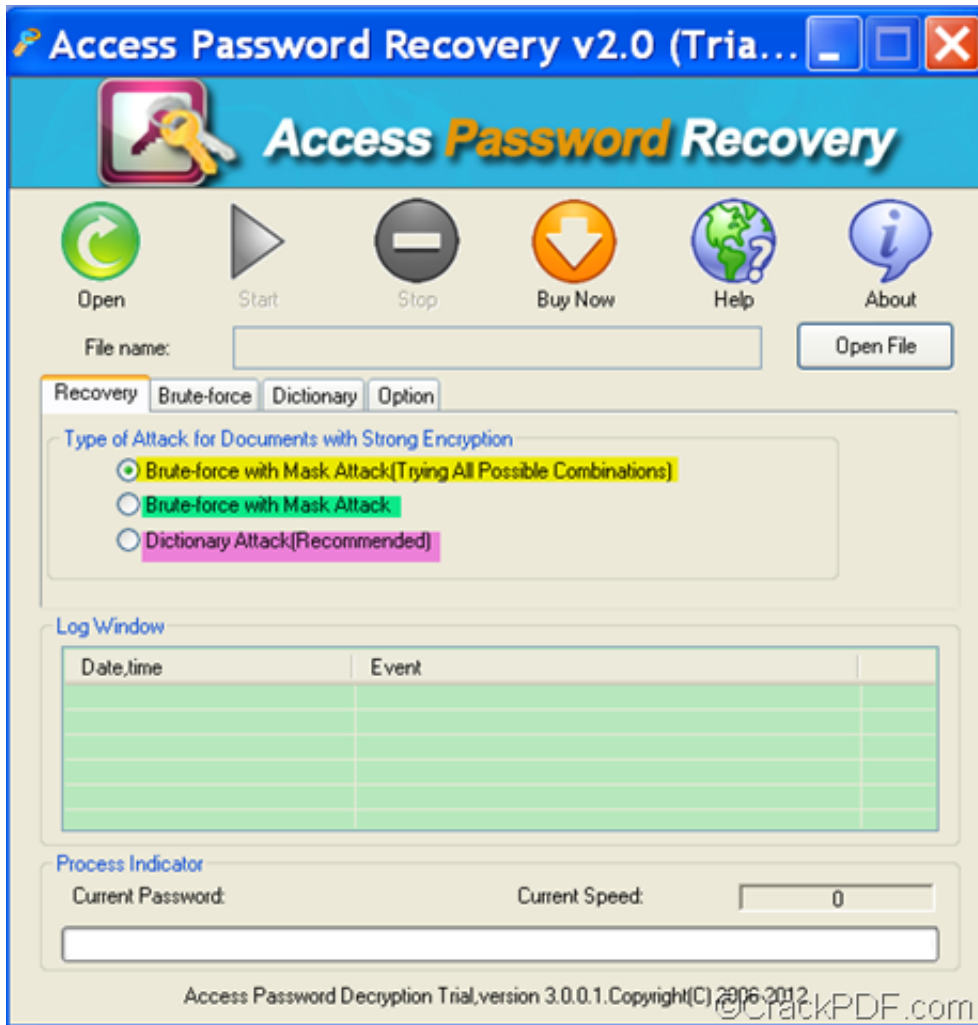 Access Password Recovery v2.0 (Tria...
Access Password Recovery
Open Start Stop Buy Now Help About
File name: Open File
Recovery Brute-force Dictionary Option
Type of Attack for Documents with Strong Encryption
Brute-force with Mask Attack(Trying All Possible Combinations)
Brute-force with Mask Attack
Dictionary Attack(Recommended)
Log Window
Date,time Event
Process Indicator
Current Password: Current Speed: 0
Access Password Decryption Trial,version 3.0.0.1.Copyright(C) 2006-2012
©CrackPDF.com